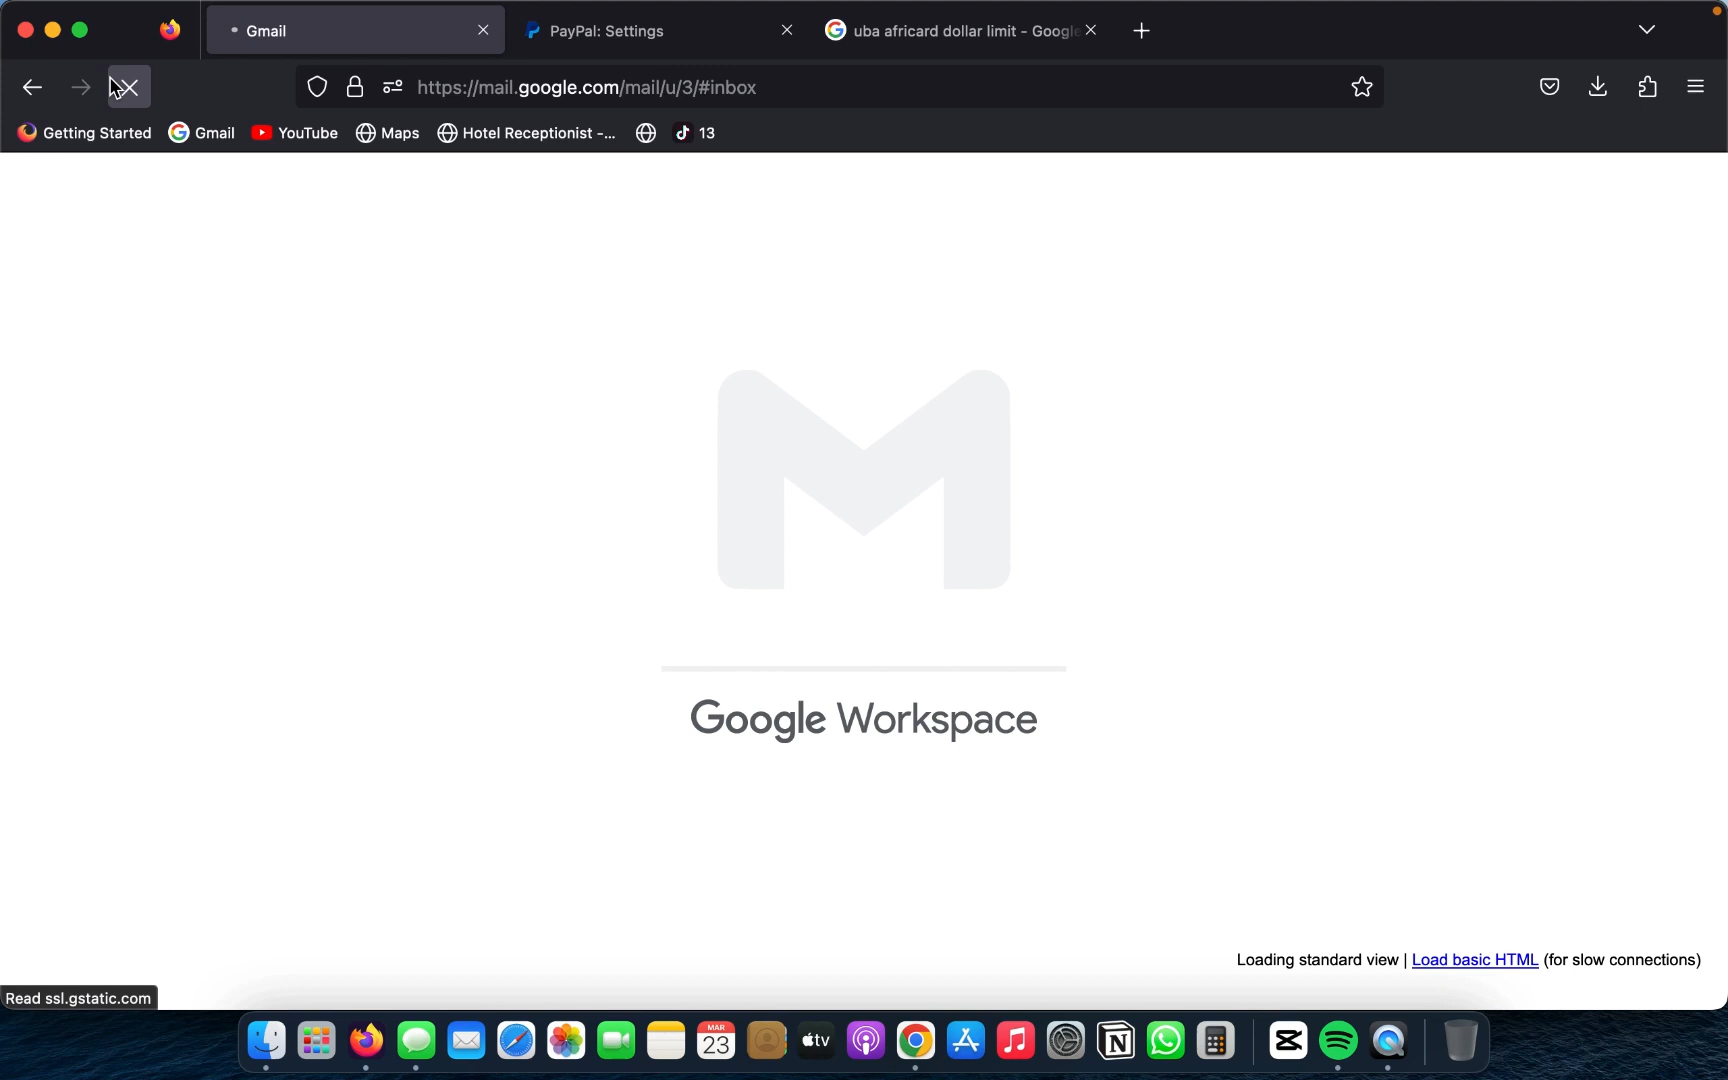 Gmail
PayPal: Settings
uba africard dollar limit - Google
https://mail.google.com/mail/u/3/#inbox
Getting Started
Gmail
YouTube
Maps
Hotel Receptionist -...
13
Google Workspace
Loading standard view | Load basic HTML (for slow connections)
Read ssl.gstatic.com
MAR
23
tv